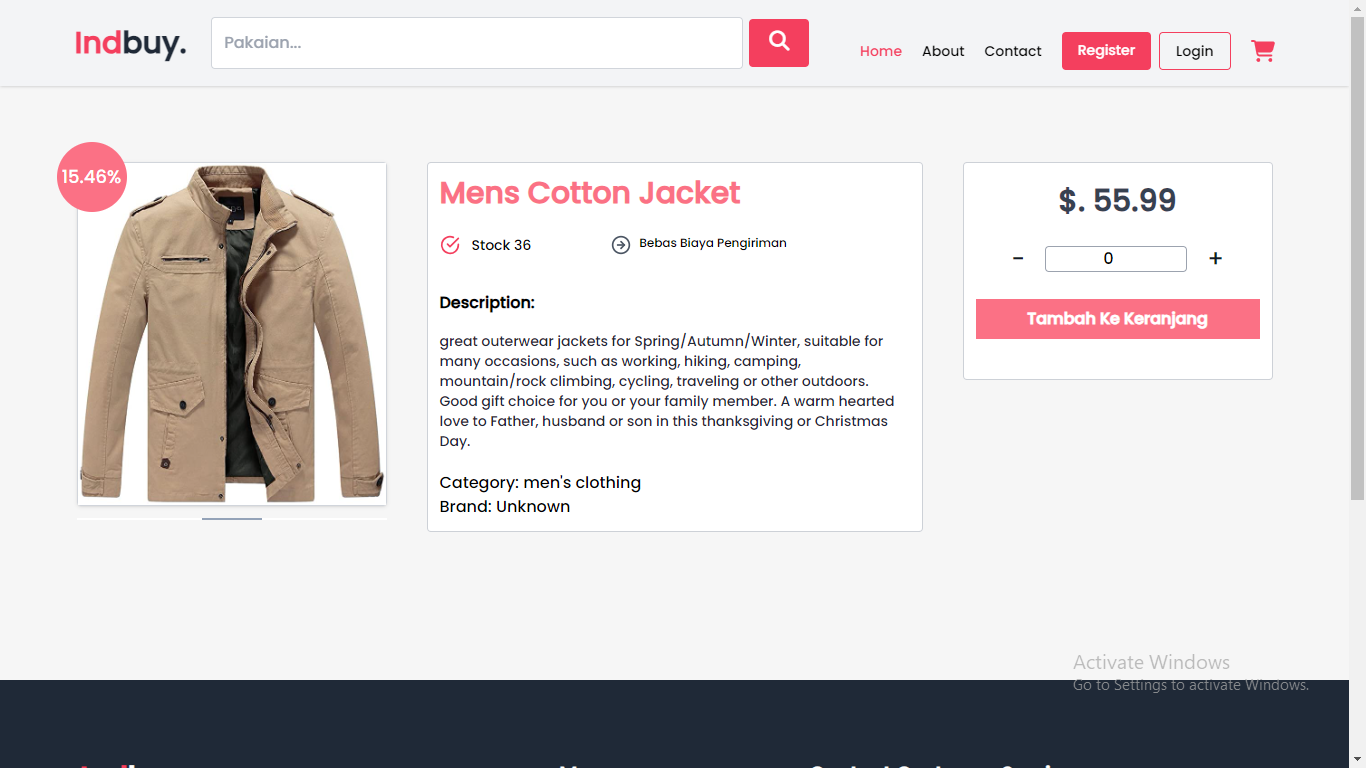 Indbuy.
Pakaian...
Home
About
Contact
Register
Login
15.46%
Mens Cotton Jacket
Stock 36
Bebas Biaya Pengiriman
Description:
great outerwear jackets for Spring/Autumn/Winter, suitable for
many occasions, such as working, hiking, camping,
mountain/rock climbing, cycling, traveling or other outdoors.
Good gift choice for you or your family member. A warm hearted
love to Father, husband or son in this thanksgiving or Christmas
Day.
Category: men's clothing
Brand: Unknown
$. 55.99
-
0
+
Tambah Ke Keranjang
Activate Windows
Go to Settings to activate Windows.